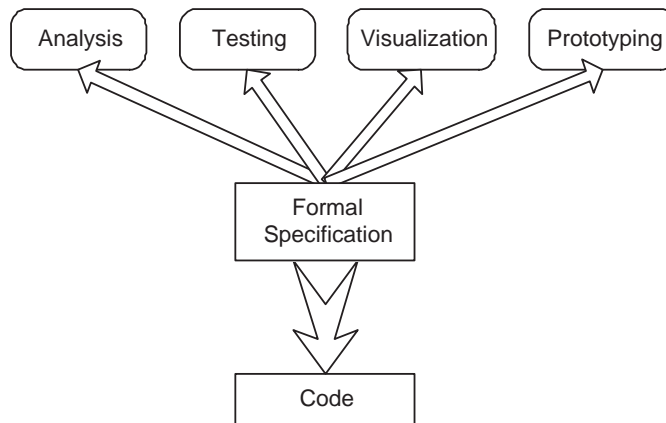 Analysis
Testing
Visualization
Prototyping
Formal
Specification
Code